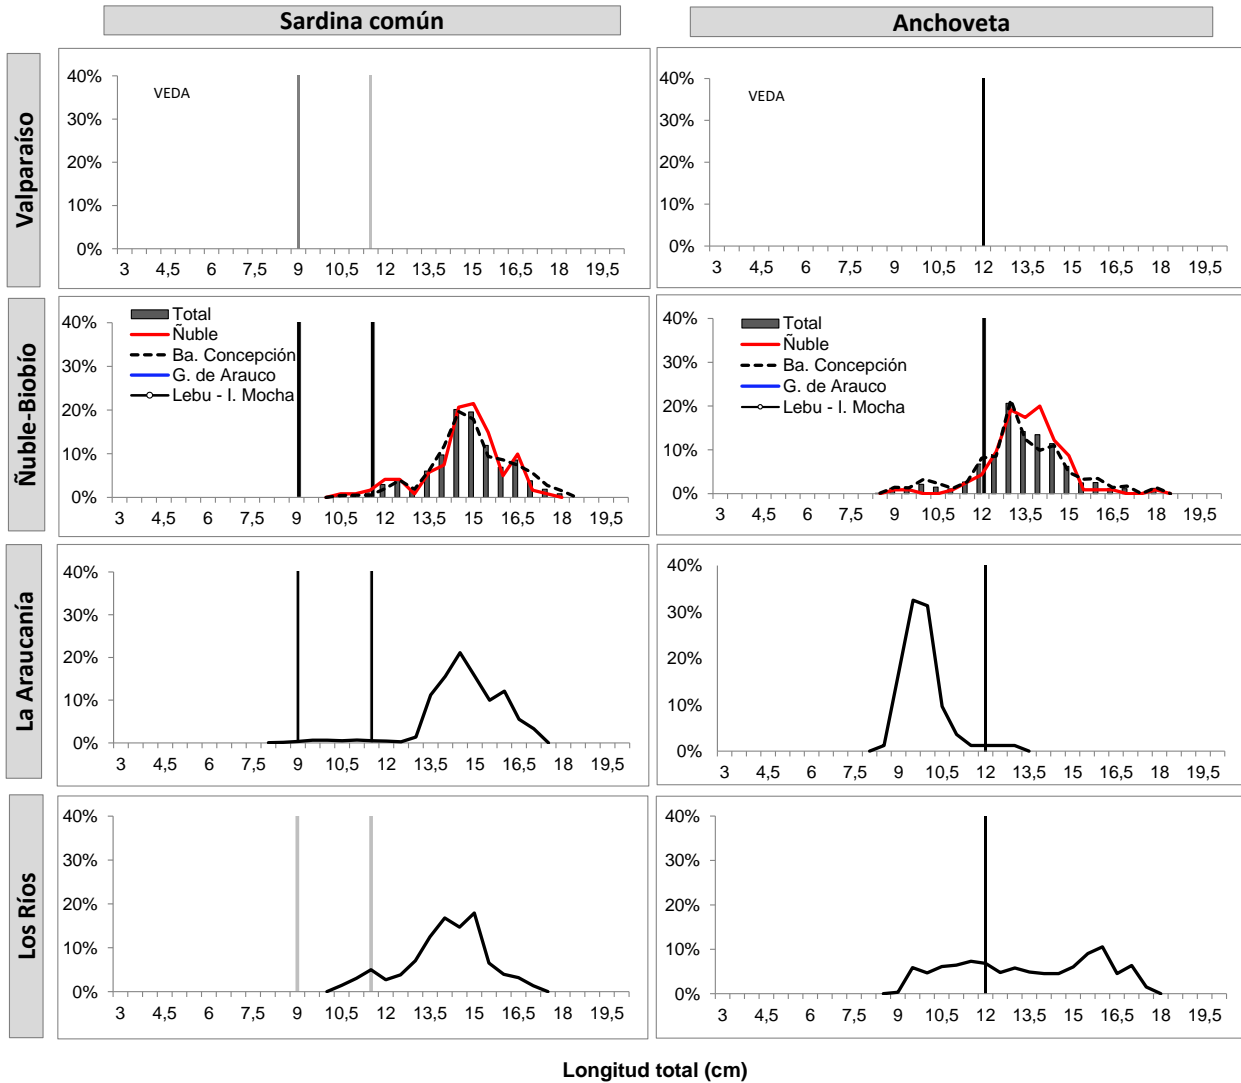 Sardina común
Anchoveta
Valparaíso
40%
30%
20%
10%
0%
VEDA
3 4,5 6 7,5 9 10,5 12 13,5 15 16,5 18 19,5
40%
30%
20%
10%
0%
VEDA
3 4,5 6 7,5 9 10,5 12 13,5 15 16,5 18 19,5
Ñuble-Biobío
40%
30%
20%
10%
0%
Total
Ñuble
Ba. Concepción
G. de Arauco
Lebu - I. Mocha
3 4,5 6 7,5 9 10,5 12 13,5 15 16,5 18 19,5
40%
30%
20%
10%
0%
Total
Ñuble
Ba. Concepción
G. de Arauco
Lebu - I. Mocha
3 4,5 6 7,5 9 10,5 12 13,5 15 16,5 18 19,5
La Araucanía
40%
30%
20%
10%
0%
3 4,5 6 7,5 9 10,5 12 13,5 15 16,5 18 19,5
40%
30%
20%
10%
0%
3 4,5 6 7,5 9 10,5 12 13,5 15 16,5 18 19,5
Los Ríos
40%
30%
20%
10%
0%
3 4,5 6 7,5 9 10,5 12 13,5 15 16,5 18 19,5
40%
30%
20%
10%
0%
3 4,5 6 7,5 9 10,5 12 13,5 15 16,5 18 19,5
Longitud total (cm)